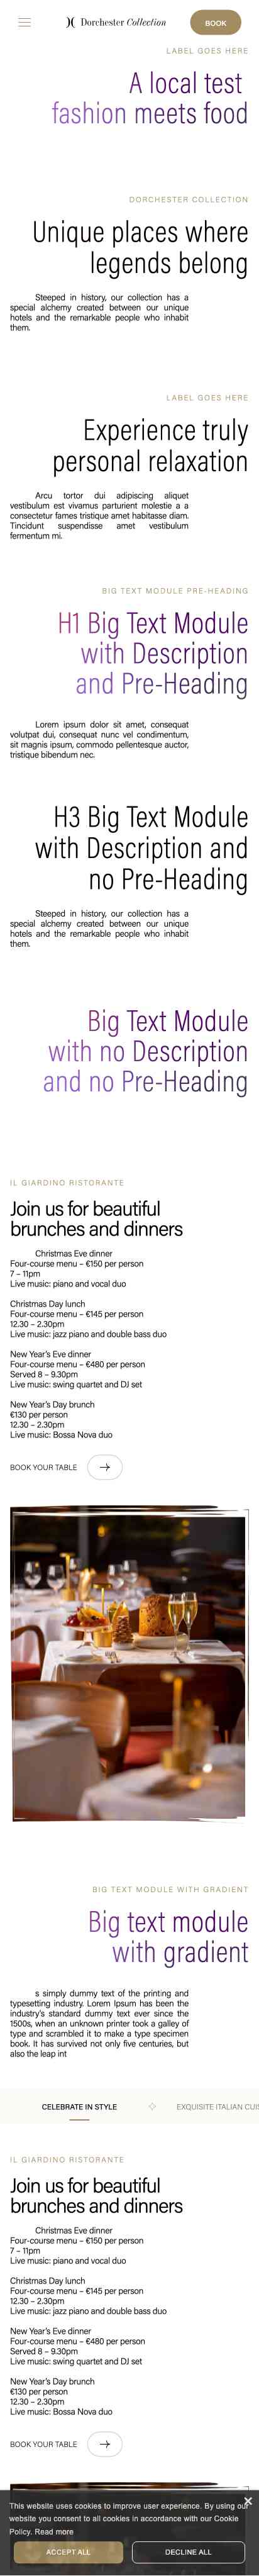 Dorchester Collection
BOOK
LABEL GOES HERE
A local test
fashion meets food
DORCHESTER COLLECTION
Unique places where
legends belong
Steeped in history, our collection has a
special alchemy created between our unique
hotels and the remarkable people who inhabit
them.
LABEL GOES HERE
Experience truly
personal relaxation
Arcu tortor dui adipiscing aliquet
vestibulum est vivamus parturient molestie a a
consectetur fames tristique amet habitasse diam.
Tincidunt suspendisse amet vestibulum
fermentum mi.
BIG TEXT MODULE PRE-HEADING
H1 Big Text Module
with Description
and Pre-Heading
Lorem ipsum dolor sit amet, consequat
volutpat dui, consequat nunc vel condimentum,
sit magnis ipsum, commodo pellentesque auctor,
tristique bibendum nec.
H3 Big Text Module
with Description and
no Pre-Heading
Steeped in history, our collection has a
special alchemy created between our unique
hotels and the remarkable people who inhabit
them.
Big Text Module
with no Description
and no Pre-Heading
IL GIARDINO RISTORANTE
Join us for beautiful
brunches and dinners
Christmas Eve dinner
Four-course menu – €150 per person
7 – 11pm
Live music: piano and vocal duo
Christmas Day lunch
Four-course menu – €145 per person
12.30 – 2.30pm
Live music: jazz piano and double bass duo
New Year's Eve dinner
Four-course menu – €480 per person
Served 8 – 9.30pm
Live music: swing quartet and DJ set
New Year's Day brunch
€130 per person
12.30 – 2.30pm
Live music: Bossa Nova duo
BOOK YOUR TABLE
BIG TEXT MODULE WITH GRADIENT
Big text module
with gradient
s simply dummy text of the printing and
typesetting industry. Lorem Ipsum has been the
industry's standard dummy text ever since the
1500s, when an unknown printer took a galley of
type and scrambled it to make a type specimen
book. It has survived not only five centuries, but
also the leap int
CELEBRATE IN STYLE
EXQUISITE ITALIAN CUIS
IL GIARDINO RISTORANTE
Join us for beautiful
brunches and dinners
Christmas Eve dinner
Four-course menu – €150 per person
7 – 11pm
Live music: piano and vocal duo
Christmas Day lunch
Four-course menu – €145 per person
12.30 – 2.30pm
Live music: jazz piano and double bass duo
New Year's Eve dinner
Four-course menu – €480 per person
Served 8 – 9.30pm
Live music: swing quartet and DJ set
New Year's Day brunch
€130 per person
12.30 – 2.30pm
Live music: Bossa Nova duo
BOOK YOUR TABLE
This website uses cookies to improve user experience. By using our
website you consent to all cookies in accordance with our Cookie
Policy. Read more
ACCEPT ALL
DECLINE ALL